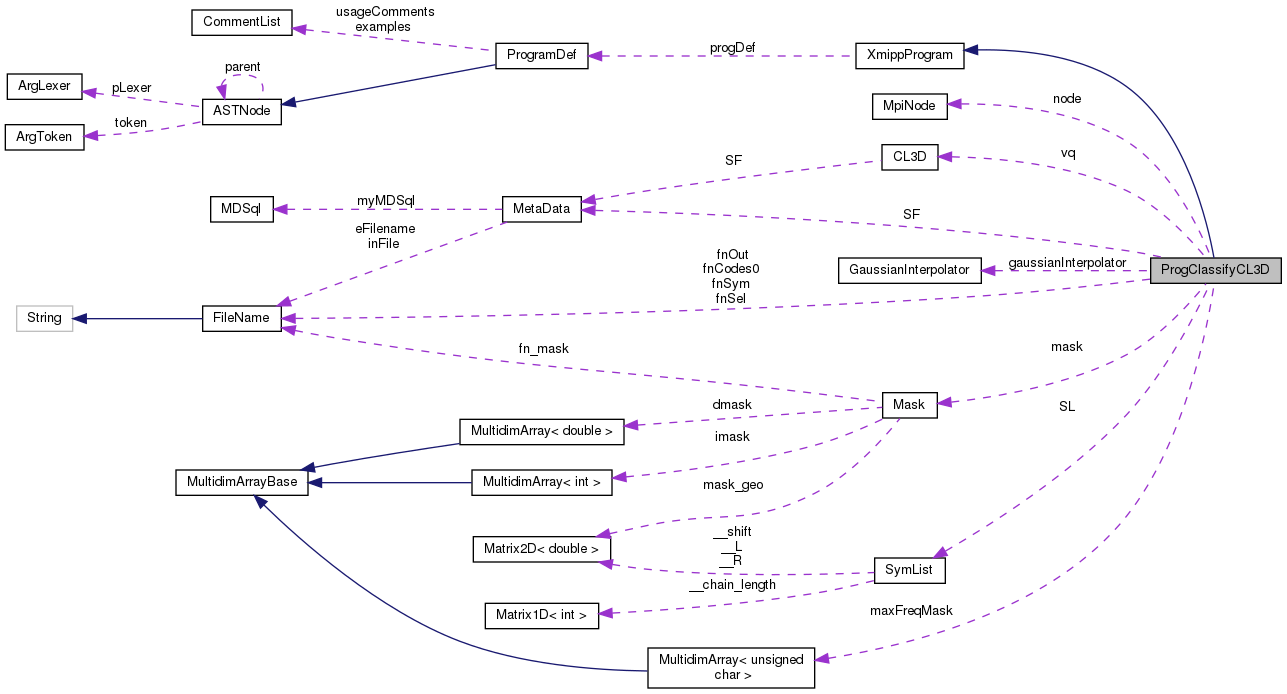 CommentList
usageComments
examples
ProgramDef
progDef
XmippProgram
parent
ArgLexer
pLexer
ASTNode
token
ArgToken
node
MpiNode
CL3D
vq
SF
MDSql
myMDSql
MetaData
SF
eFilename
inFile
fnOut
fnCodes0
fnSym
fnSel
GaussianInterpolator
gaussianInterpolator
ProgClassifyCL3D
String
FileName
fn_mask
mask
Mask
dmask
SL
MultidimArray< double >
imask
MultidimArrayBase
MultidimArray< int >
mask_geo
Matrix2D< double >
__shift
__L
__R
SymList
__chain_length
Matrix1D< int >
maxFreqMask
MultidimArray< unsigned
char >